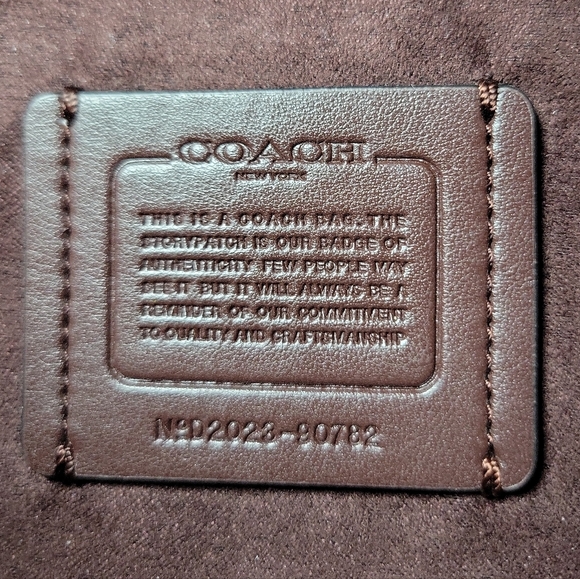 COACH
NEW YORK
THIS IS A COACH BAG. THE
STORYPATCH IS OUR BADGE OF
AUTHENTICITY. FEW PEOPLE MAY
SEE IT BUT IT WILL ALWAYS BE A
REMINDER OF OUR COMMITMENT
TO QUALITY AND CRAFTSMANSHIP.
Nº D2023-90782